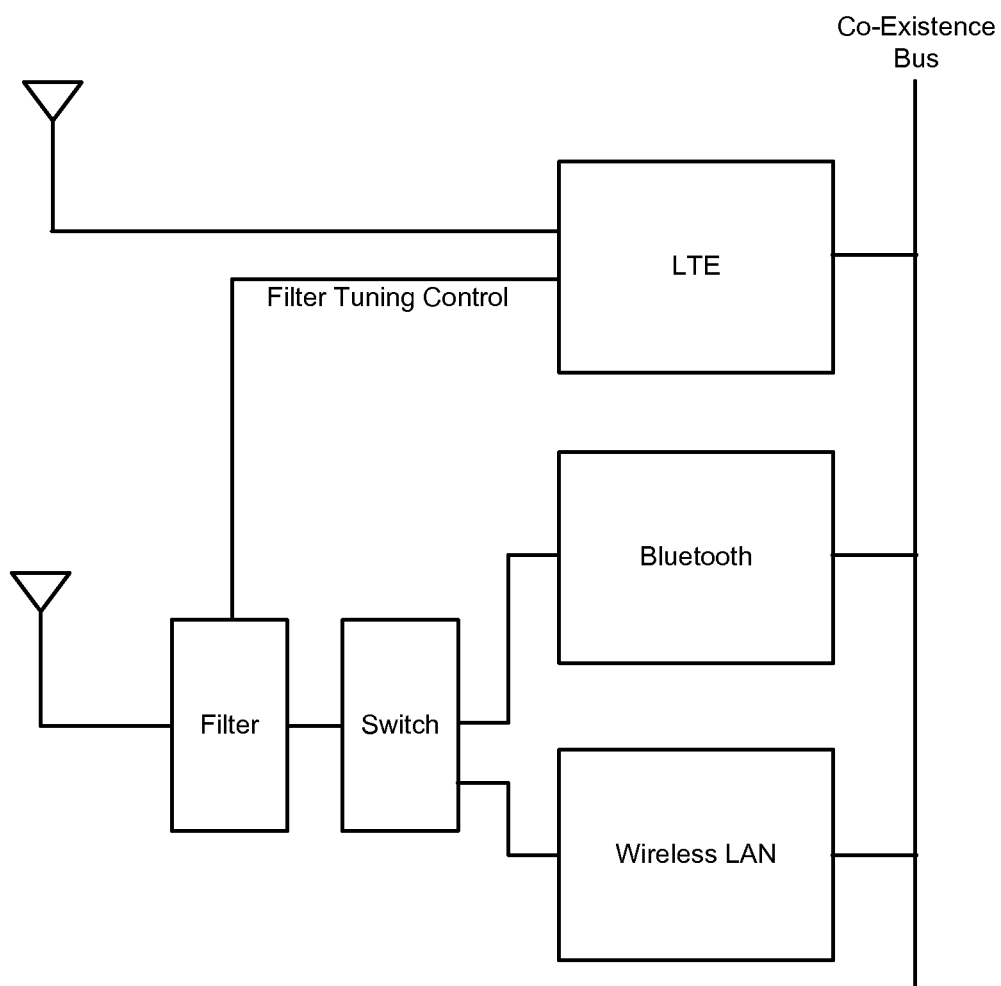 Co-Existence
Bus
LTE
Filter Tuning Control
Bluetooth
Filter
Switch
Wireless LAN